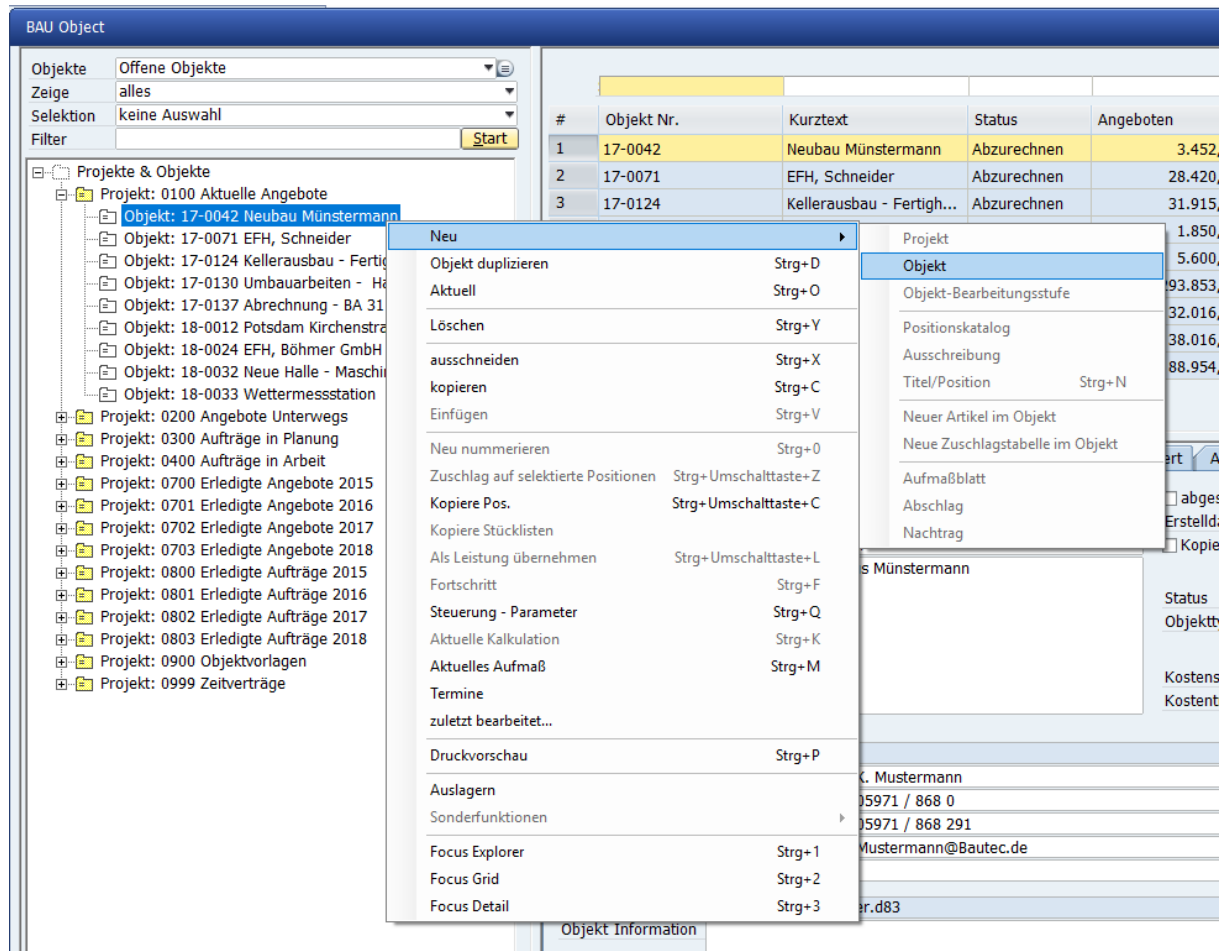 BAU Object
Objekte Offene Objekte
Zeige alles
Selektion keine Auswahl
Filter Start
Projekte & Objekte
Projekt: 0100 Aktuelle Angebote
Objekt: 17-0042 Neubau Münstermann
Objekt: 17-0071 EFH, Schneider
Objekt: 17-0124 Kellerausbau - Fertig
Objekt: 17-0130 Umbauarbeiten - Ha
Objekt: 17-0137 Abrechnung - BA 31
Objekt: 18-0012 Potsdam Kirchenstra
Objekt: 18-0024 EFH, Böhmer GmbH
Objekt: 18-0032 Neue Halle - Maschi
Objekt: 18-0033 Wettermessstation
Projekt: 0200 Angebote Unterwegs
Projekt: 0300 Aufträge in Planung
Projekt: 0400 Aufträge in Arbeit
Projekt: 0700 Erledigte Angebote 2015
Projekt: 0701 Erledigte Angebote 2016
Projekt: 0702 Erledigte Angebote 2017
Projekt: 0703 Erledigte Angebote 2018
Projekt: 0800 Erledigte Aufträge 2015
Projekt: 0801 Erledigte Aufträge 2016
Projekt: 0802 Erledigte Aufträge 2017
Projekt: 0803 Erledigte Aufträge 2018
Projekt: 0900 Objektvorlagen
Projekt: 0999 Zeitverträge
# Objekt Nr. Kurztext Status Angeboten
1 17-0042 Neubau Münstermann Abzurechnen 3.452,
2 17-0071 EFH, Schneider Abzurechnen 28.420,
3 17-0124 Kellerausbau - Fertigh... Abzurechnen 31.915,
1.850,
5.600,
93.853,
32.016,
38.016,
88.954,
Neu
Objekt duplizieren Strg+D
Aktuell Strg+O
Löschen Strg+Y
ausschneiden Strg+X
kopieren Strg+C
Einfügen Strg+V
Neu nummerieren Strg+0
Zuschlag auf selektierte Positionen Strg+Umschalttaste+Z
Kopiere Pos. Strg+Umschalttaste+C
Kopiere Stücklisten
Als Leistung übernehmen Strg+Umschalttaste+L
Fortschritt Strg+F
Steuerung - Parameter Strg+Q
Aktuelle Kalkulation Strg+K
Aktuelles Aufmaß Strg+M
Termine
zuletzt bearbeitet...
Druckvorschau Strg+P
Auslagern
Sonderfunktionen
Focus Explorer Strg+1
Focus Grid Strg+2
Focus Detail Strg+3
Projekt
Objekt
Objekt-Bearbeitungsstufe
Positionskatalog
Ausschreibung
Titel/Position Strg+N
Neuer Artikel im Objekt
Neue Zuschlagstabelle im Objekt
Aufmaßblatt
Abschlag
Nachtrag
ert A
abges
Erstellda
Kopie
s Münstermann
Status
Objektty
Kostens
Kostent
K. Mustermann
05971 / 868 0
05971 / 868 291
Mustermann@Bautec.de
er.d83
Objekt Information